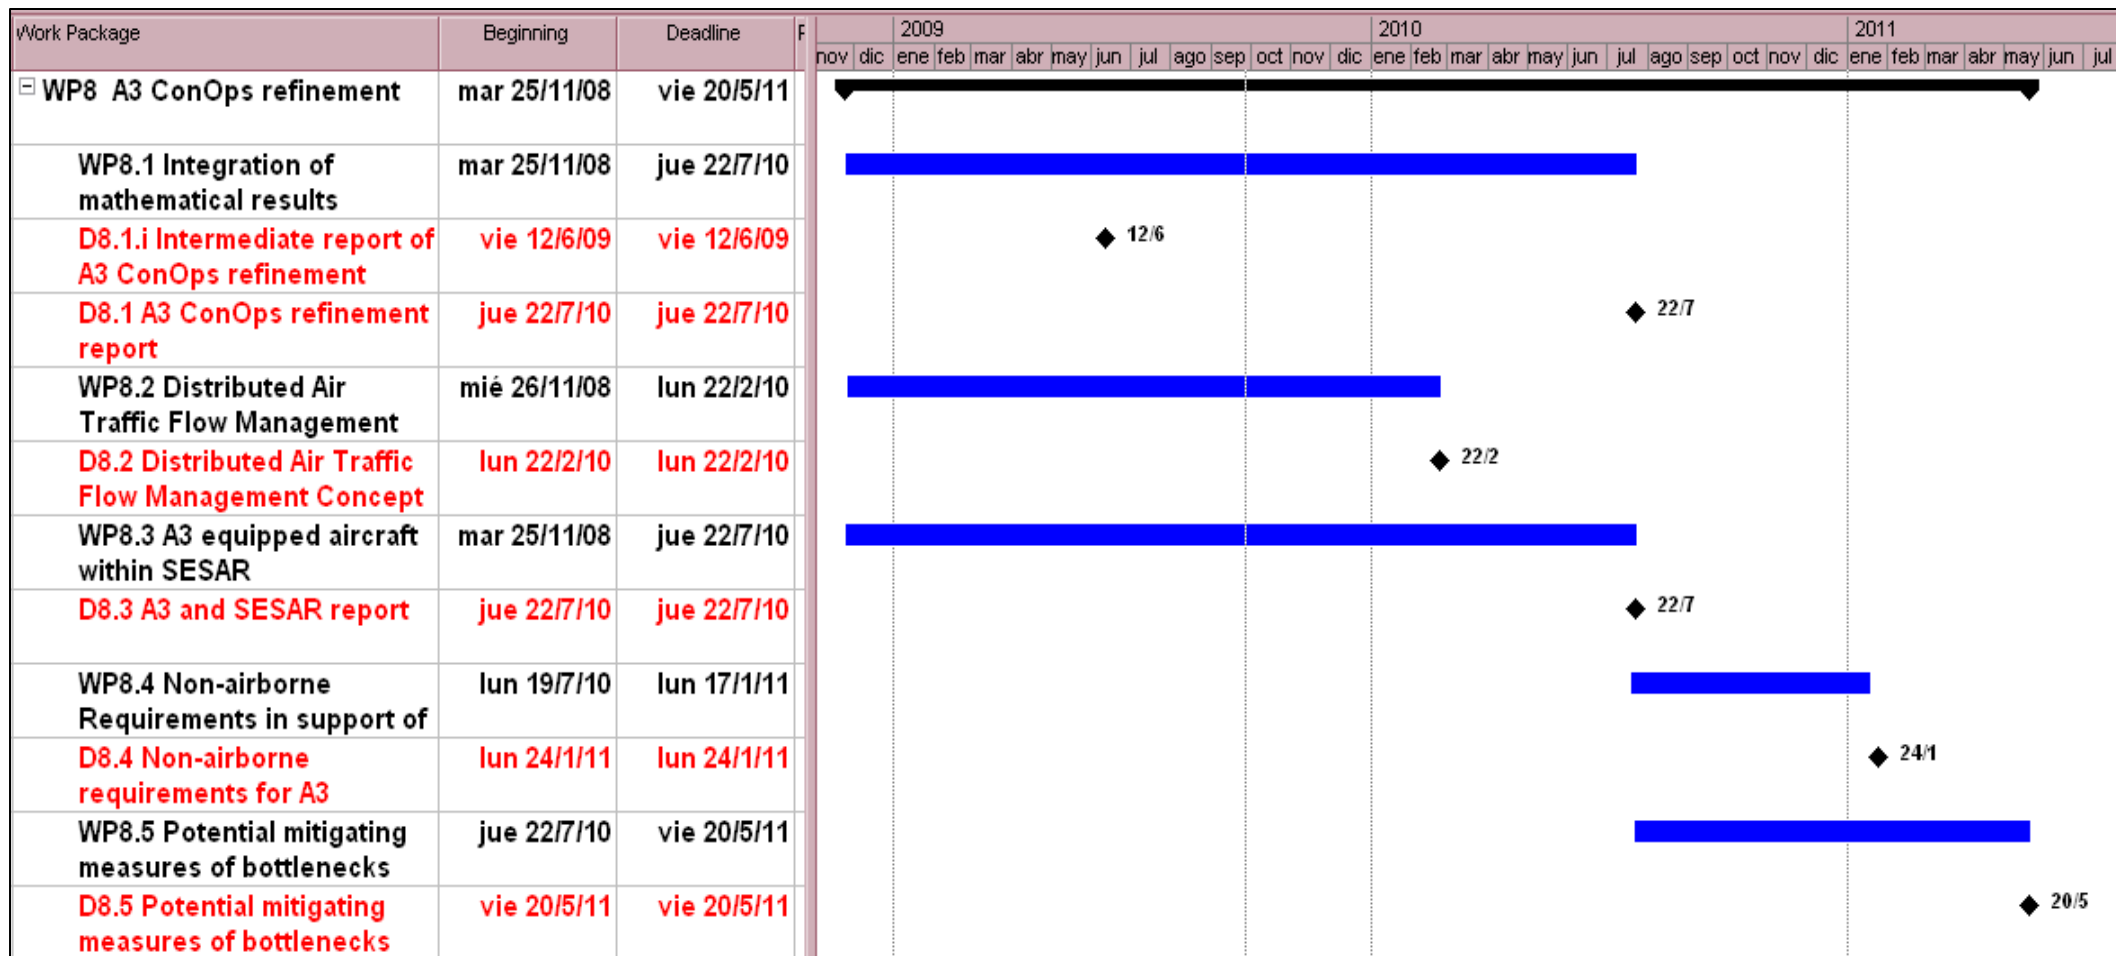 Work Package Beginning Deadline F 2009 2010 2011
nov dic ene feb mar abr may jun jul ago sep oct nov dic ene feb mar abr may jun jul ago sep oct nov dic ene feb mar abr may jun jul
WP8 A3 ConOps refinement mar 25/11/08 vie 20/5/11
WP8.1 Integration of mar 25/11/08 jue 22/7/10
mathematical results
D8.1.i Intermediate report of vie 12/6/09 vie 12/6/09 12/6
A3 ConOps refinement
D8.1 A3 ConOps refinement jue 22/7/10 jue 22/7/10 22/7
report
WP8.2 Distributed Air mié 26/11/08 lun 22/2/10
Traffic Flow Management
D8.2 Distributed Air Traffic lun 22/2/10 lun 22/2/10 22/2
Flow Management Concept
WP8.3 A3 equipped aircraft mar 25/11/08 jue 22/7/10
within SESAR
D8.3 A3 and SESAR report jue 22/7/10 jue 22/7/10 22/7
WP8.4 Non-airborne lun 19/7/10 lun 17/1/11
Requirements in support of
D8.4 Non-airborne lun 24/1/11 lun 24/1/11 24/1
requirements for A3
WP8.5 Potential mitigating jue 22/7/10 vie 20/5/11
measures of bottlenecks
D8.5 Potential mitigating vie 20/5/11 vie 20/5/11 20/5
measures of bottlenecks